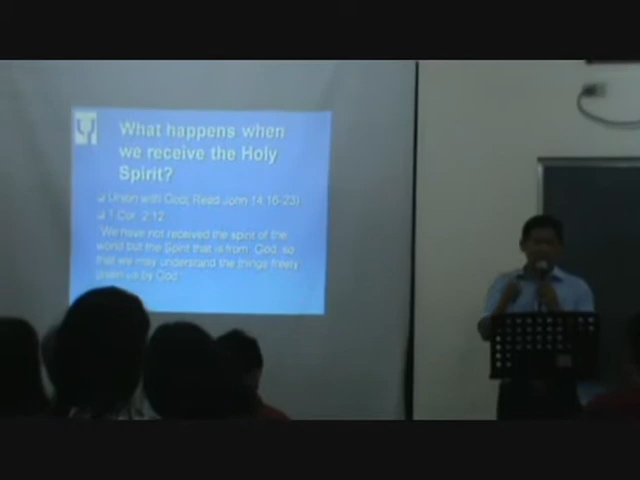 What happens when
we receive the Holy
Spirit?
Union with God; Read John 14:16-23)
1 Cor. 2:12
We have not received the spirit of the
world but the Spirit that is from God, so
that we may understand the things freely
given us by God.